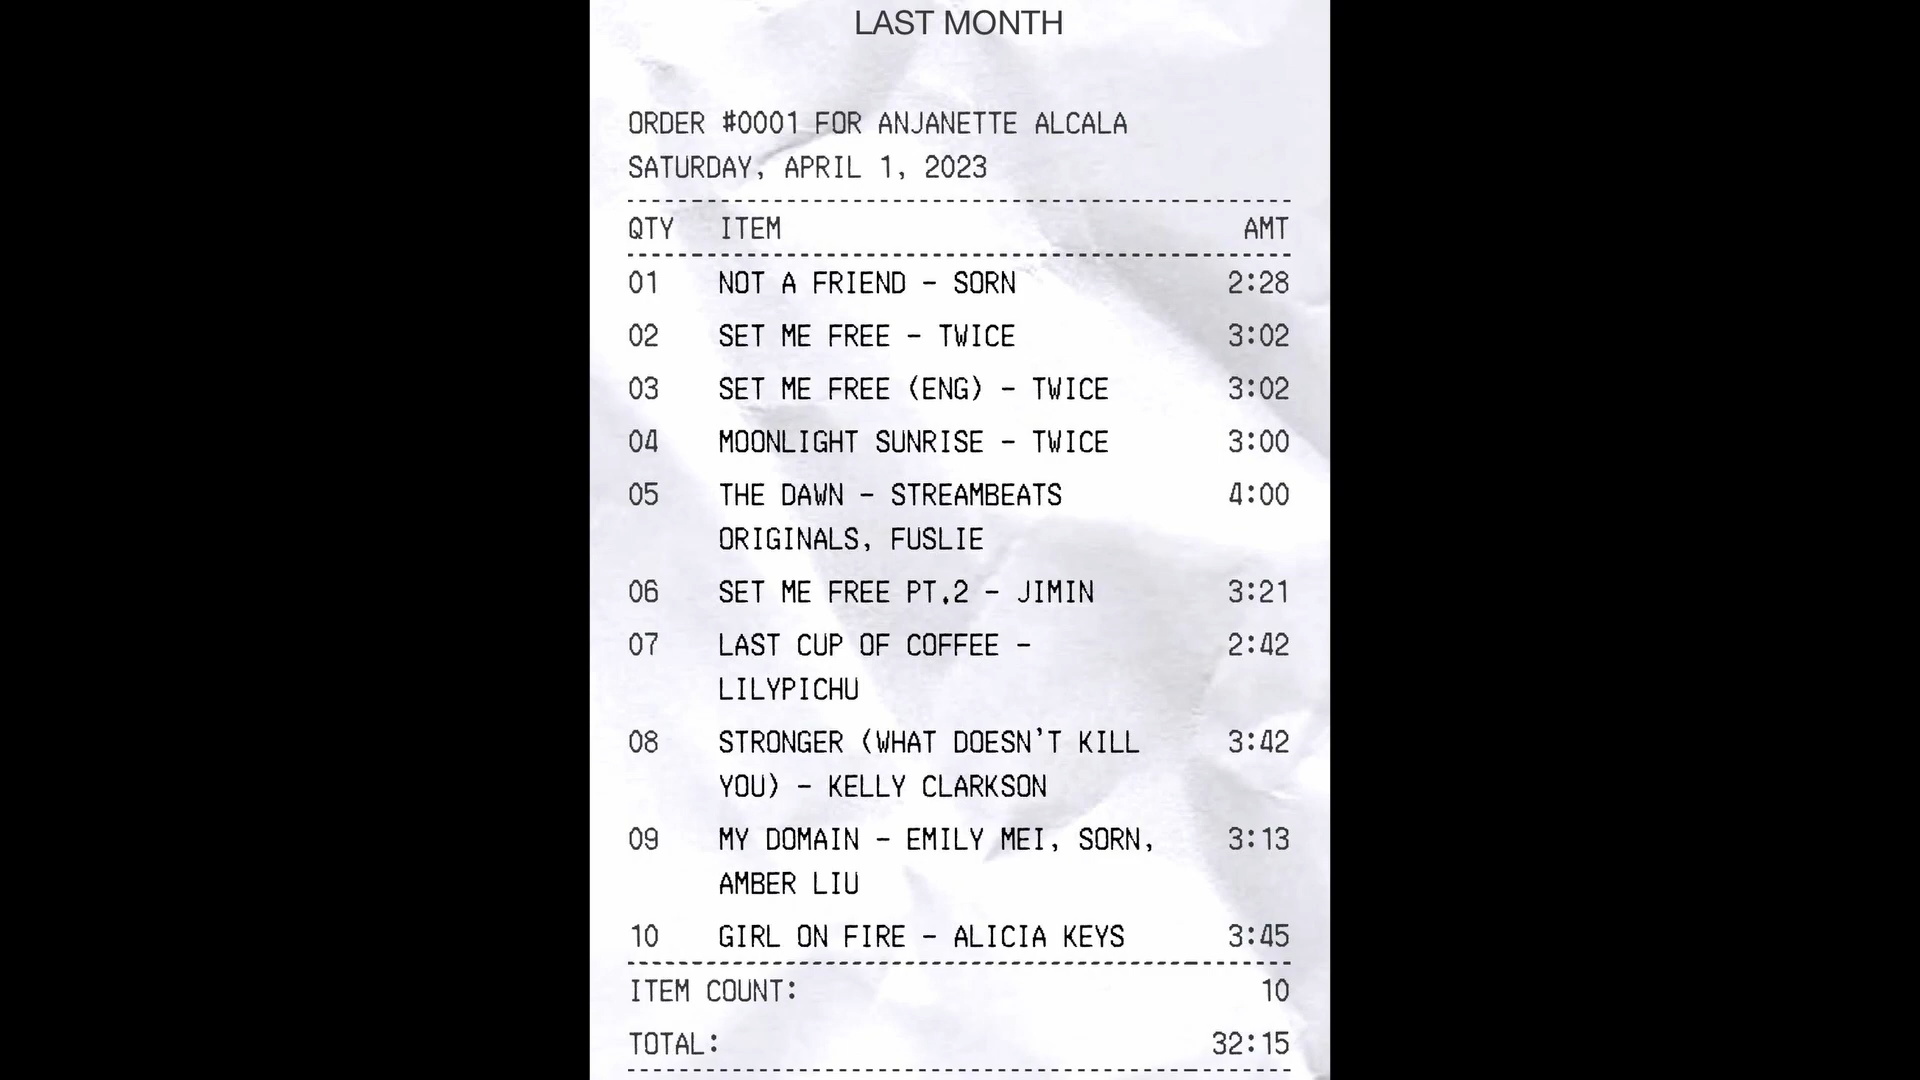 LAST MONTH
ORDER #0001 FOR ANJANETTE ALCALA
SATURDAY, APRIL 1, 2023
QTY ITEM AMT
01 NOT A FRIEND - SORN 2:28
02 SET ME FREE - TWICE 3:02
03 SET ME FREE (ENG) - TWICE 3:02
04 MOONLIGHT SUNRISE - TWICE 3:00
05 THE DAWN - STREAMBEATS 4:00
ORIGINALS, FUSLIE
06 SET ME FREE PT.2 - JIMIN 3:21
07 LAST CUP OF COFFEE - 2:42
LILYPICHU
08 STRONGER (WHAT DOESN'T KILL 3:42
YOU) - KELLY CLARKSON
09 MY DOMAIN - EMILY MEI, SORN, 3:13
AMBER LIU
10 GIRL ON FIRE - ALICIA KEYS 3:45
ITEM COUNT: 10
TOTAL: 32:15